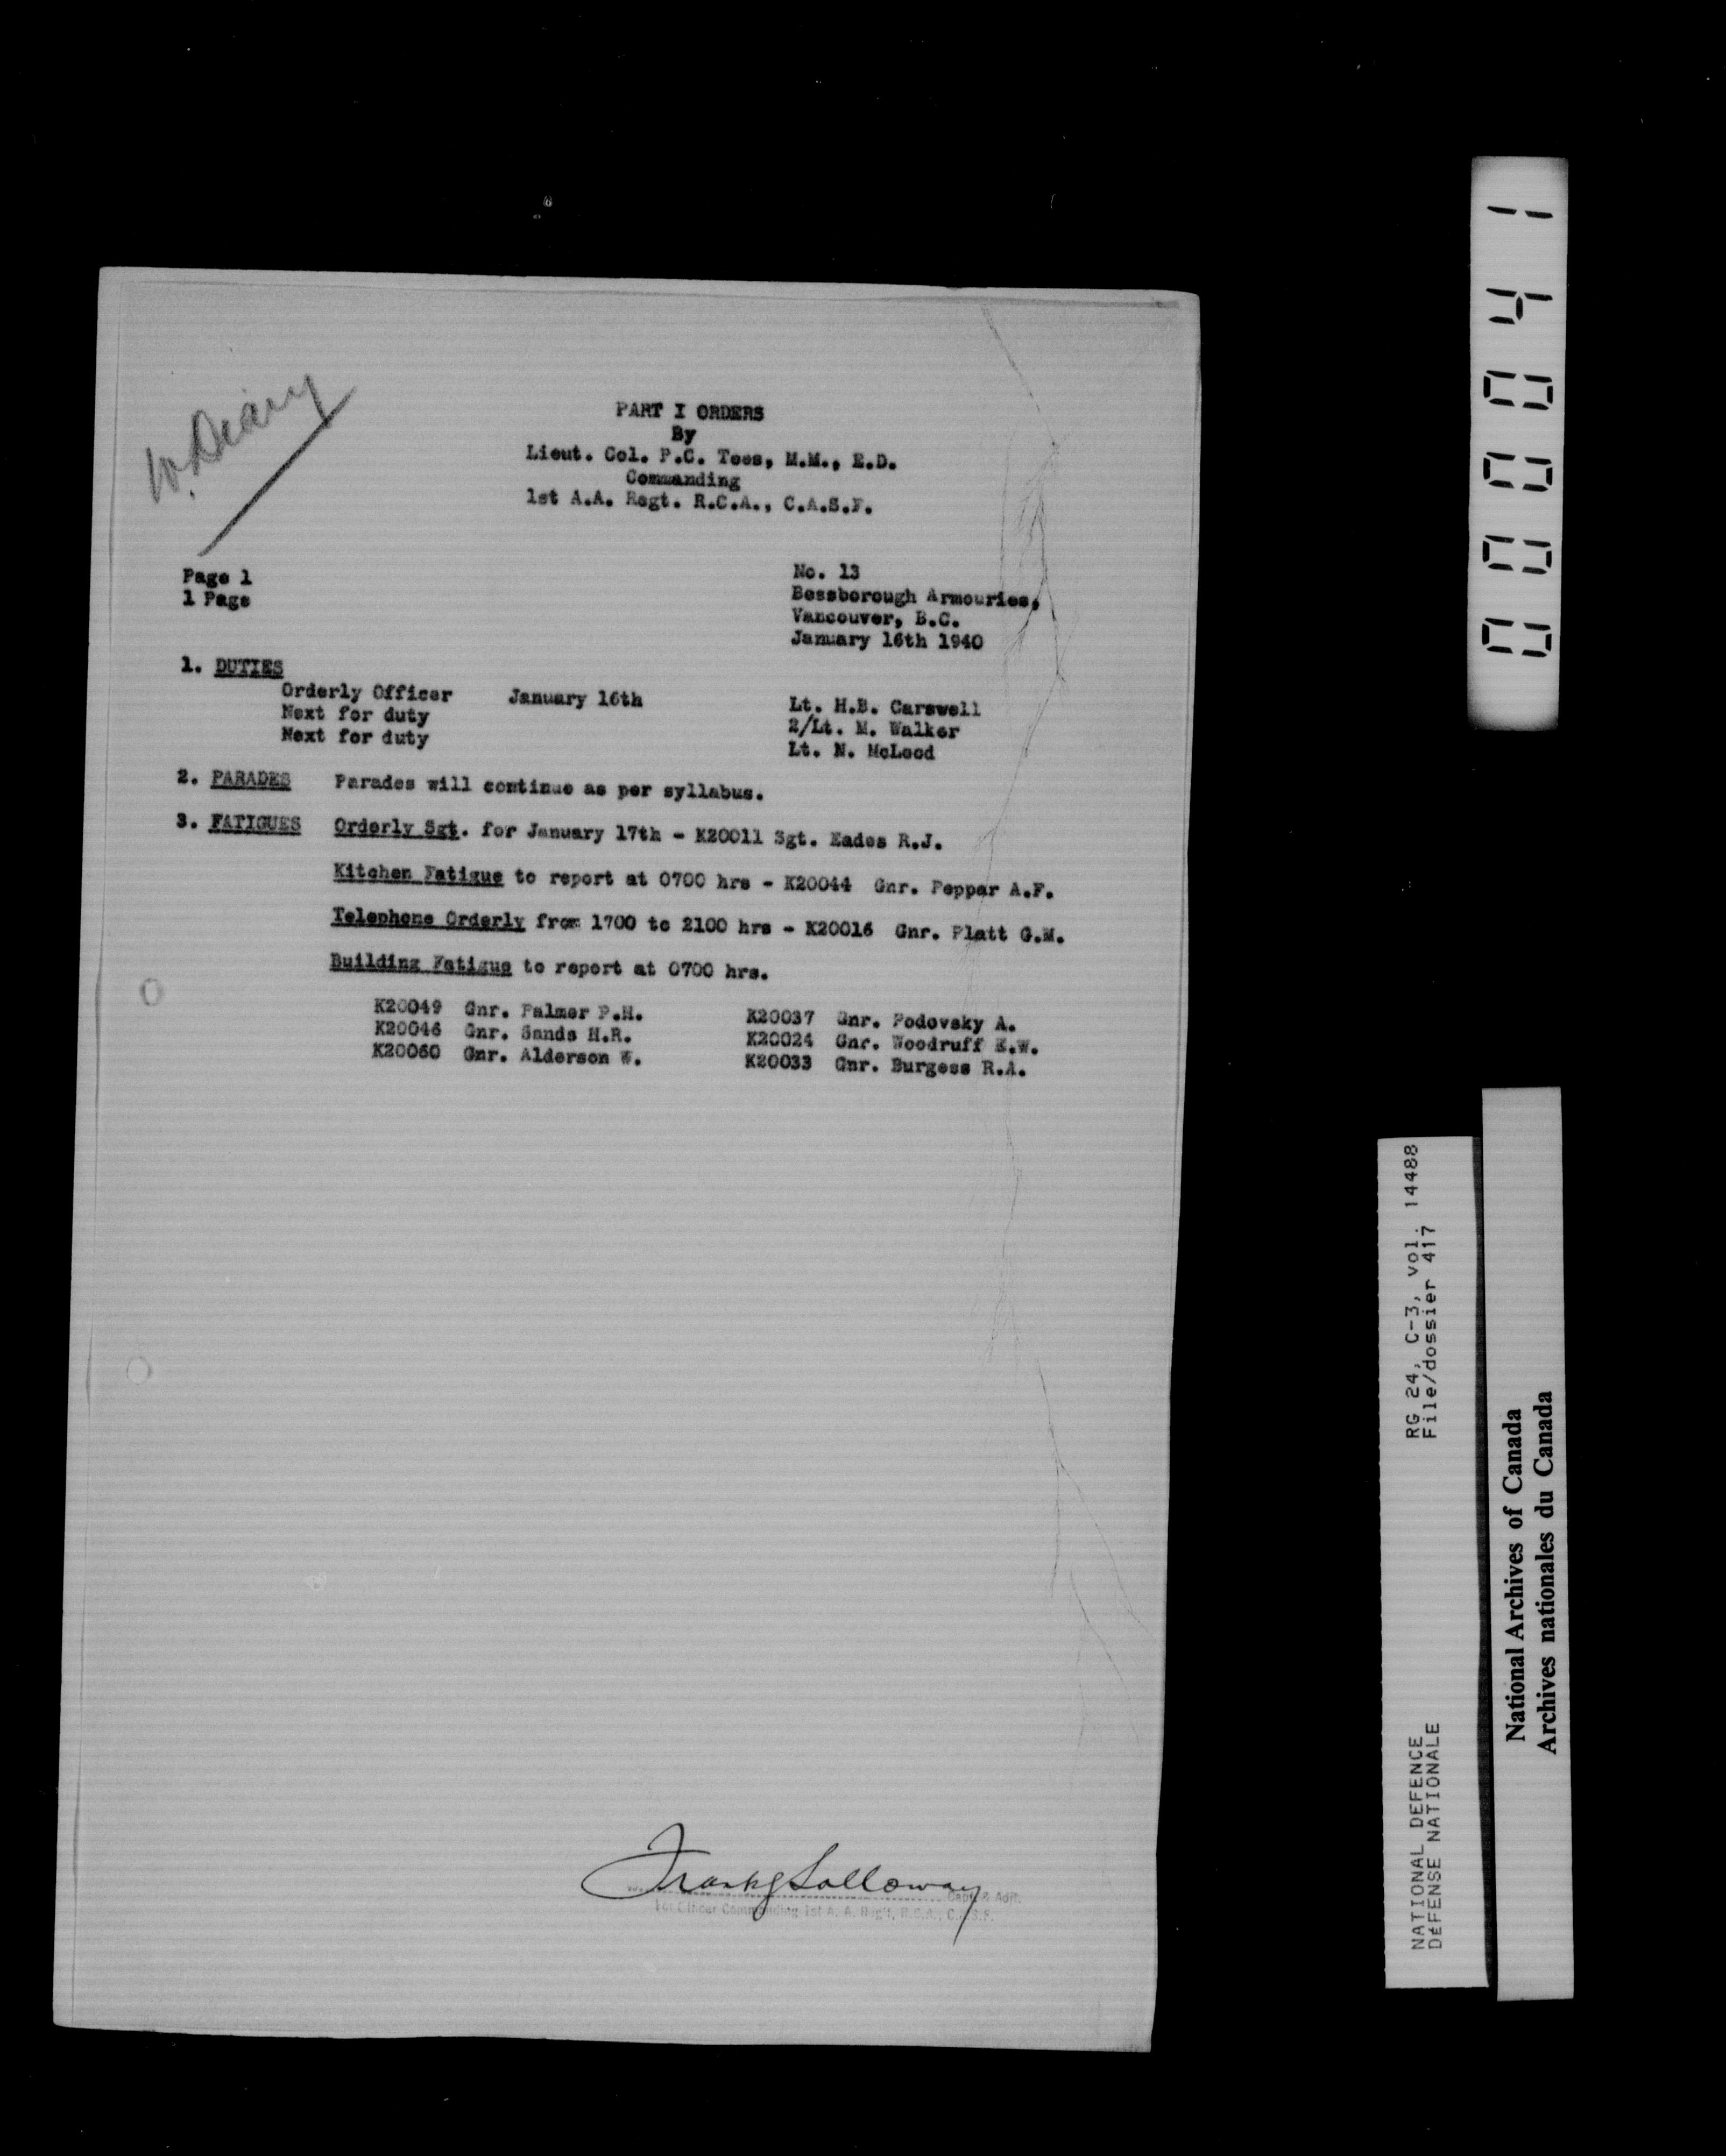 W. Diary
PART I ORDERS
By
Lieut. Col. P.C. Tees, M.M., E.D.
Commanding
1st A.A. Regt. R.C.A., C.A.S.F.
Page 1
1 Page
No. 13
Bessborough Armouries,
Vancouver, B.C.
January 16th 1940
1. DUTIES
Orderly Officer January 16th Lt. H.B. Carswell
Next for duty 2/Lt. M. Walker
Next for duty Lt. N. McLeod
2. PARADES Parades will continue as per syllabus.
3. FATIGUES Orderly Sgt. for January 17th - K20011 Sgt. Eades R.J.
Kitchen Fatigue to report at 0700 hrs - K20044 Gnr. Peppar A.F.
Telephone Orderly from 1700 to 2100 hrs - K20016 Gnr. Platt G.M.
Building Fatigue to report at 0700 hrs.
K20049 Gnr. Palmer P.H. K20037 Gnr. Podovsky A.
K20046 Gnr. Sands H.R. K20024 Gnr. Woodruff E.W.
K20060 Gnr. Alderson W. K20033 Gnr. Burgess R.A.
Capt. & Adjt.
For Officer Commanding 1st A. A. Reg't, R.C.A., C.A.S.F.
000041
RG 24, C-3, vol. 14488
File/dossier 417
NATIONAL DEFENCE
DéFENSE NATIONALE
National Archives of Canada
Archives nationales du Canada